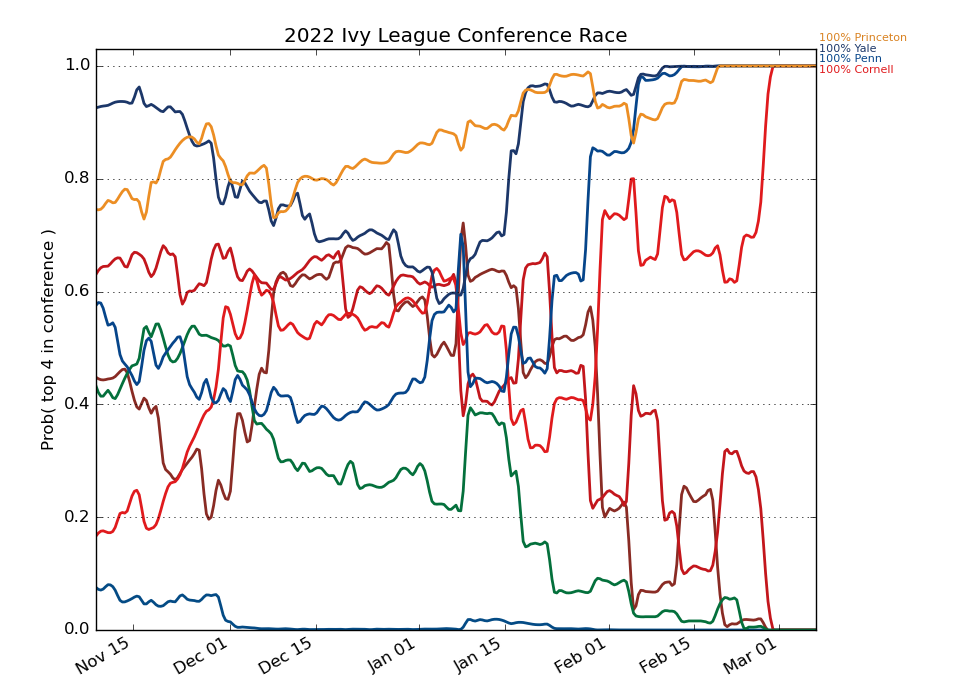 2022 Ivy League Conference Race
100% Princeton
100% Yale
100% Penn
100% Cornell
Prob( top 4 in conference )
1.0
0.8
0.6
0.4
0.2
0.0
Nov 15
Dec 01
Dec 15
Jan 01
Jan 15
Feb 01
Feb 15
Mar 01